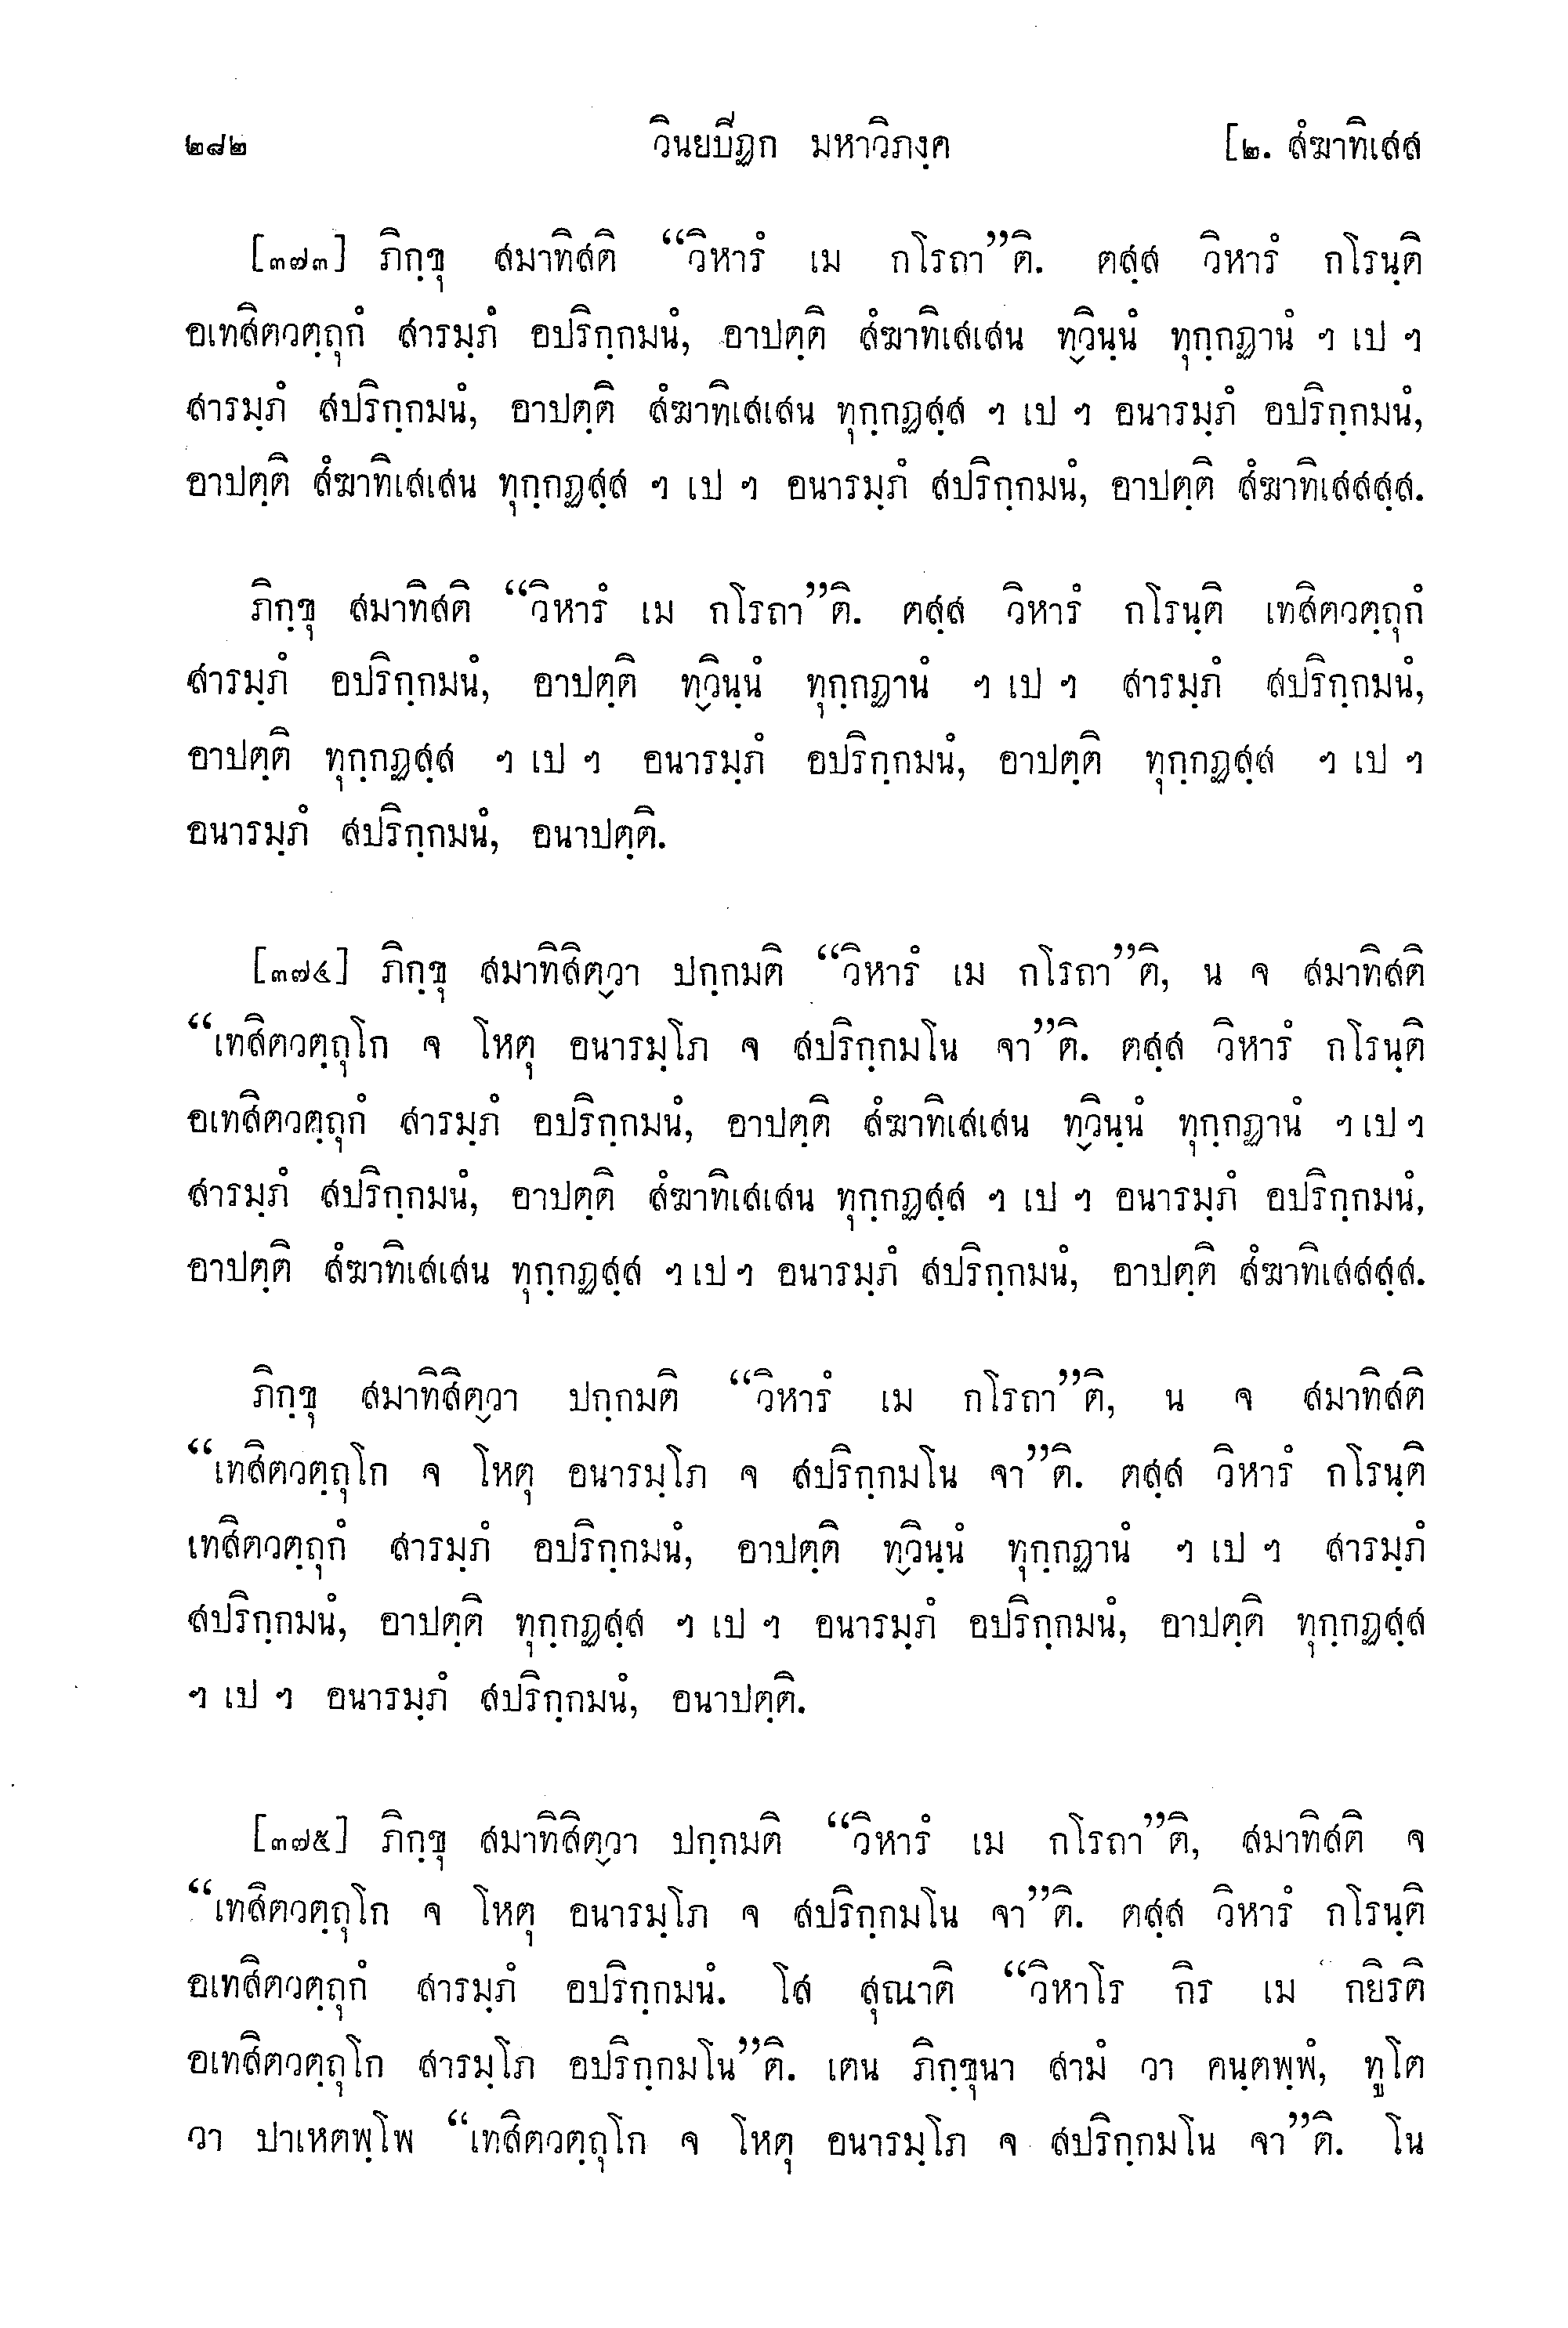 ๒๘๒ วินยปิฏก มหาวิภงฺค [๒. สํฆาทิเสส
[๓๗๓] ภิกฺขุ สมาทิสติ “วิหารํ เม กโรถา”ติ. ตสฺส วิหารํ กโรนฺติ
อเทสิตวตฺถุกํ สารมฺภํ อปริกฺกมนํ, อาปตฺติ สํฆาทิเสเสน ทฺวินฺนํ ทุกฺกฏานํ ฯ เป ฯ
สารมฺภํ สปริกฺกมนํ, อาปตฺติ สํฆาทิเสเสน ทุกฺกฏสฺส ฯ เป ฯ อนารมฺภํ อปริกฺกมนํ,
อาปตฺติ สํฆาทิเสเสน ทุกฺกฏสฺส ฯ เป ฯ อนารมฺภํ สปริกฺกมนํ, อาปตฺติ สํฆาทิเสสสฺส.
ภิกฺขุ สมาทิสติ “วิหารํ เม กโรถา”ติ. ตสฺส วิหารํ กโรนฺติ เทสิตวตฺถุกํ
สารมฺภํ อปริกฺกมนํ, อาปตฺติ ทฺวินฺนํ ทุกฺกฏานํ ฯ เป ฯ สารมฺภํ สปริกฺกมนํ,
อาปตฺติ ทุกฺกฏสฺส ฯ เป ฯ อนารมฺภํ อปริกฺกมนํ, อาปตฺติ ทุกฺกฏสฺส ฯ เป ฯ
อนารมฺภํ สปริกฺกมนํ, อนาปตฺติ.
[๓๗๔] ภิกฺขุ สมาทิสิตฺวา ปกฺกมติ “วิหารํ เม กโรถา”ติ, น จ สมาทิสติ
“เทสิตวตฺถุโก จ โหตุ อนารมฺโภ จ สปริกฺกมโน จา”ติ. ตสฺส วิหารํ กโรนฺติ
อเทสิตวตฺถุกํ สารมฺภํ อปริกฺกมนํ, อาปตฺติ สํฆาทิเสเสน ทฺวินฺนํ ทุกฺกฏานํ ฯ เป ฯ
สารมฺภํ สปริกฺกมนํ, อาปตฺติ สํฆาทิเสเสน ทุกฺกฏสฺส ฯ เป ฯ อนารมฺภํ อปริกฺกมนํ,
อาปตฺติ สํฆาทิเสเสน ทุกฺกฏสฺส ฯ เป ฯ อนารมฺภํ สปริกฺกมนํ, อาปตฺติ สํฆาทิเสสสฺส.
ภิกฺขุ สมาทิสิตฺวา ปกฺกมติ “วิหารํ เม กโรถา”ติ, น จ สมาทิสติ
“เทสิตวตฺถุโก จ โหตุ อนารมฺโภ จ สปริกฺกมโน จา”ติ. ตสฺส วิหารํ กโรนฺติ
เทสิตวตฺถุกํ สารมฺภํ อปริกฺกมนํ, อาปตฺติ ทฺวินฺนํ ทุกฺกฏานํ ฯ เป ฯ สารมฺภํ
สปริกฺกมนํ, อาปตฺติ ทุกฺกฏสฺส ฯ เป ฯ อนารมฺภํ อปริกฺกมนํ, อาปตฺติ ทุกฺกฏสฺส
ฯ เป ฯ อนารมฺภํ สปริกฺกมนํ, อนาปตฺติ.
[๓๗๕] ภิกฺขุ สมาทิสิตฺวา ปกฺกมติ “วิหารํ เม กโรถา”ติ, สมาทิสติ จ
“เทสิตวตฺถุโก จ โหตุ อนารมฺโภ จ สปริกฺกมโน จา”ติ. ตสฺส วิหารํ กโรนฺติ
อเทสิตวตฺถุกํ สารมฺภํ อปริกฺกมนํ. โส สุณาติ “วิหาโร กิร เม กยิรติ
อเทสิตวตฺถุโก สารมฺโภ อปริกฺกมโน”ติ. เตน ภิกฺขุนา สามํ วา คนฺตพฺพํ, ทูโต
วา ปาเหตพฺโพ “เทสิตวตฺถุโก จ โหตุ อนารมฺโภ จ สปริกฺกมโน จา”ติ. โน